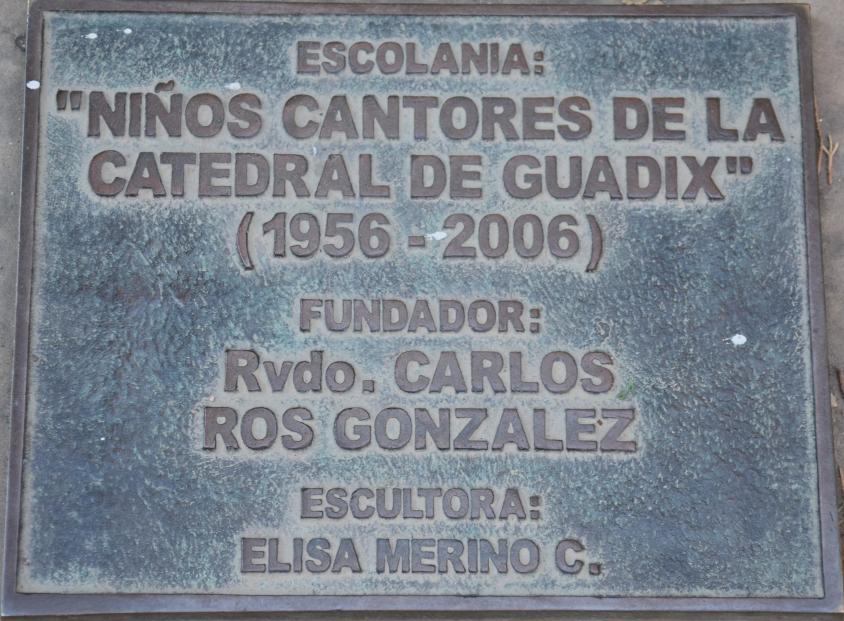 ESCOLANIA:
"NIÑOS CANTORES DE LA
CATEDRAL DE GUADIX"
(1956 - 2006)
FUNDADOR:
Rvdo. CARLOS
ROS GONZALEZ
ESCULTORA:
ELISA MERINO C.